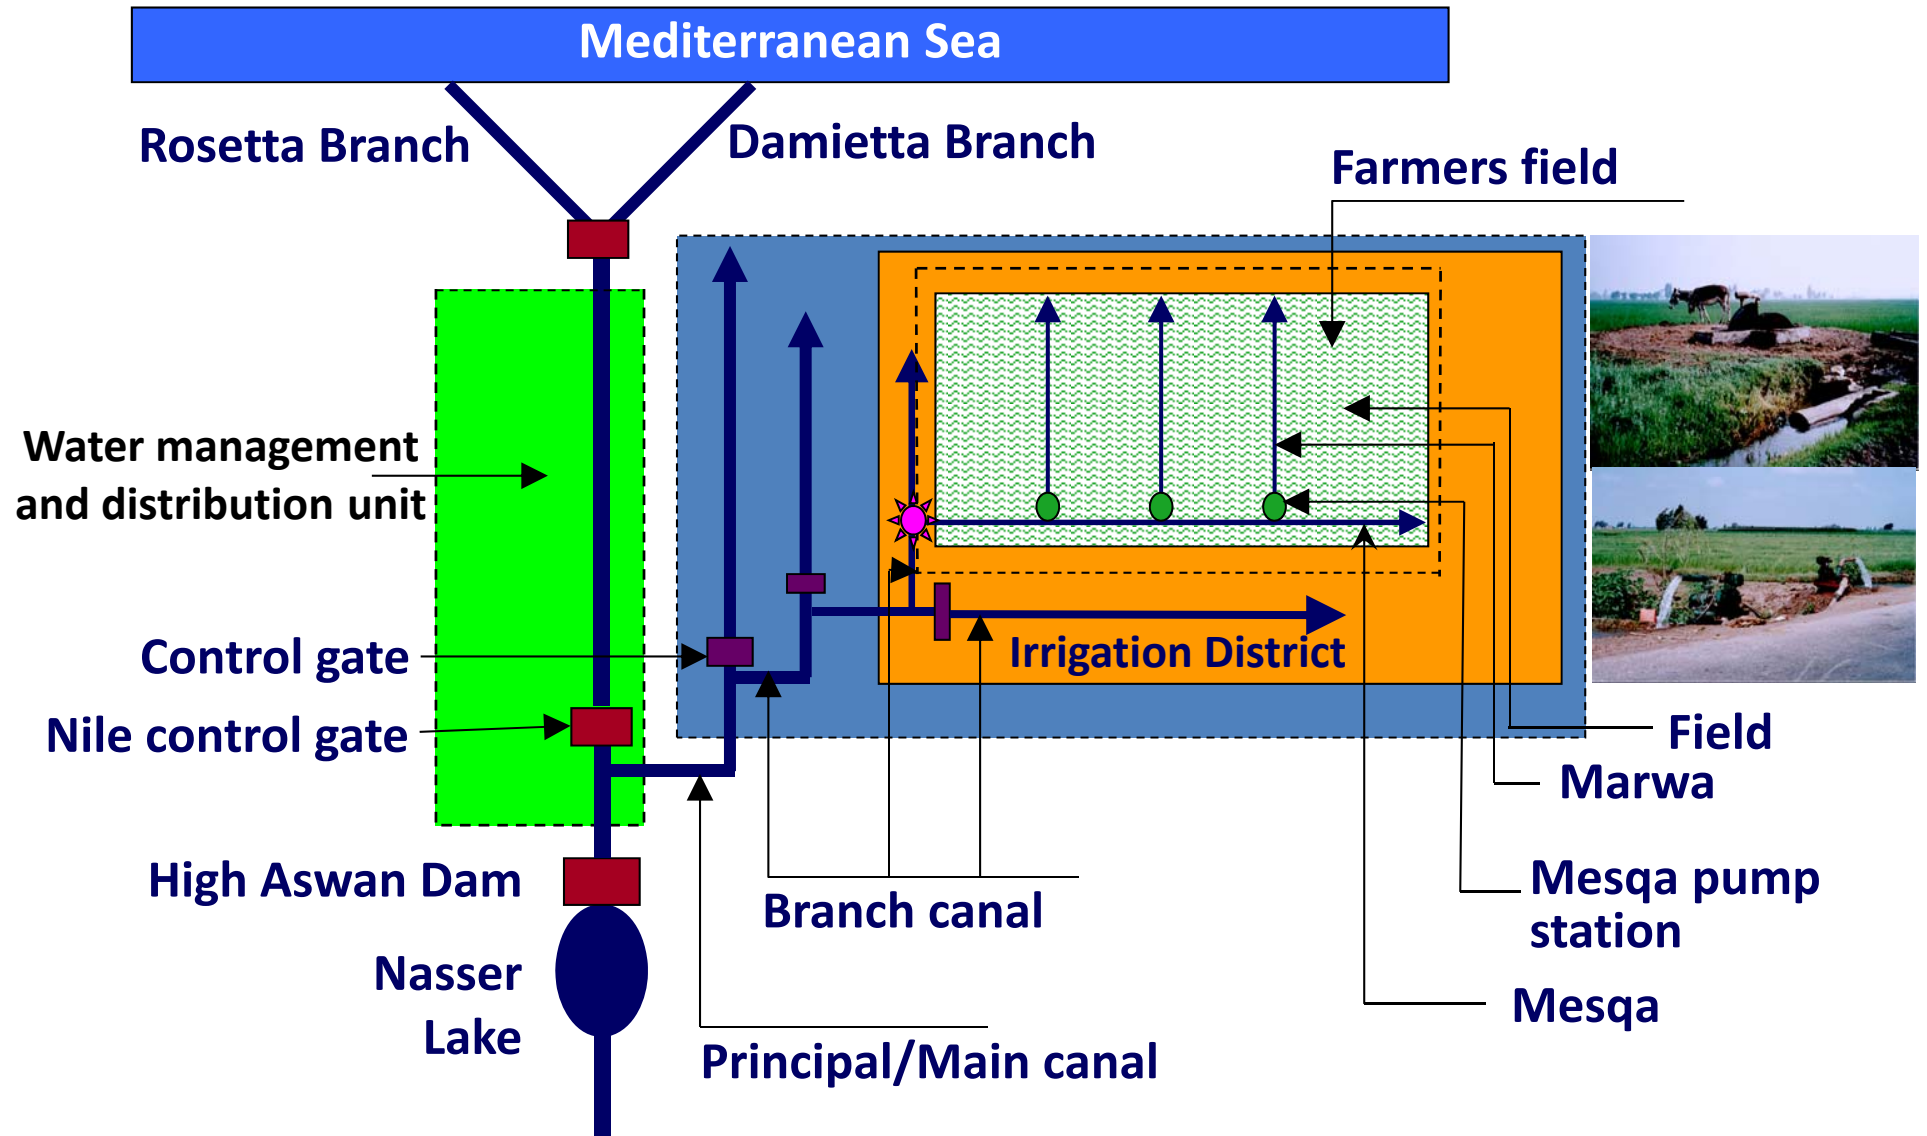 Mediterranean Sea
Rosetta Branch
Damietta Branch
Farmers field
Water management
and distribution unit
Control gate
Irrigation District
Nile control gate
Field
Marwa
High Aswan Dam
Branch canal
Mesqa pump
station
Nasser
Lake
Mesqa
Principal/Main canal